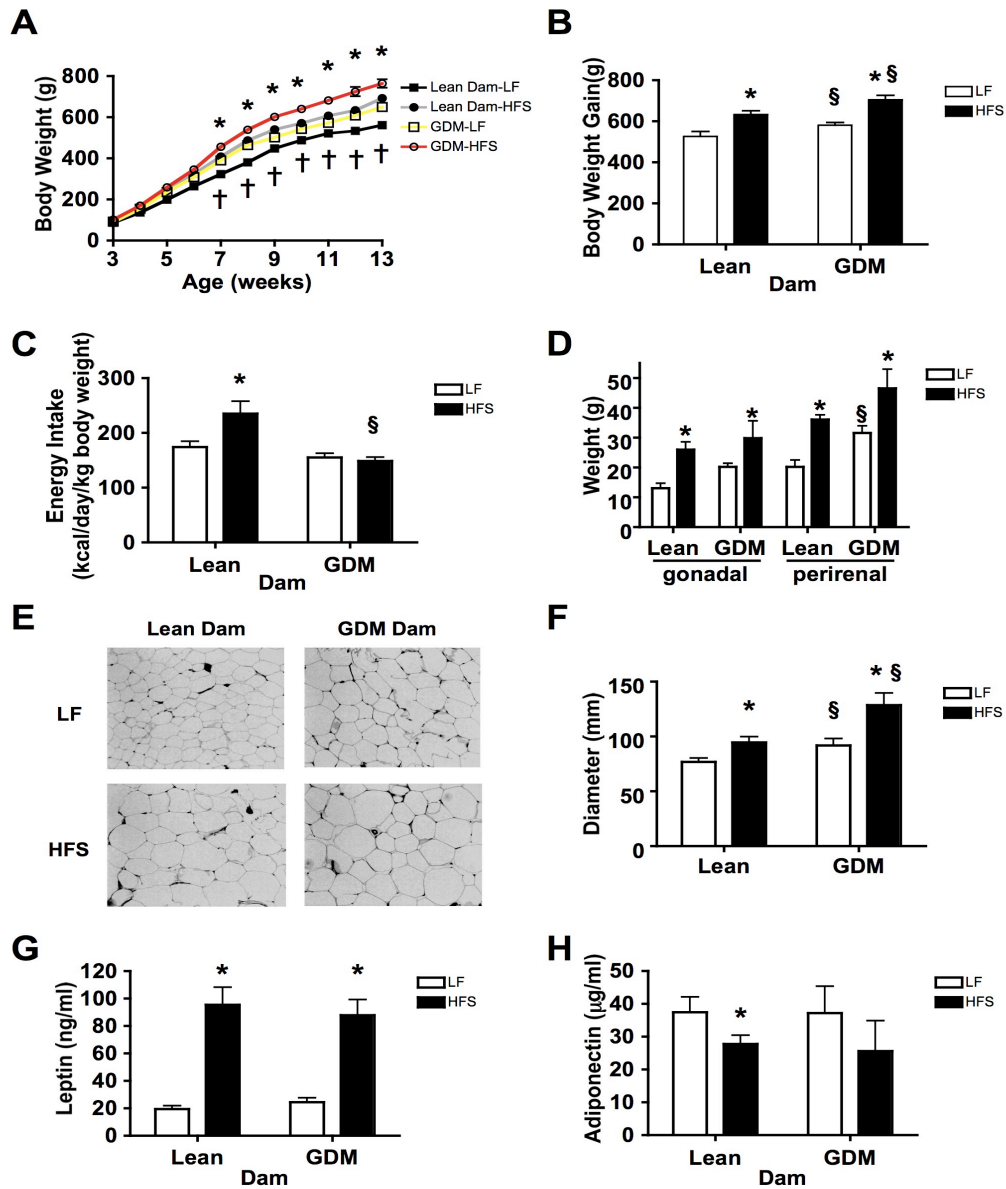 A
Body Weight (g)
800
600
400
200
0
* * * * * * *
† † † † † † †
3 5 7 9 11 13
Age (weeks)
Lean Dam-LF
Lean Dam-HFS
GDM-LF
GDM-HFS
B
Body Weight Gain(g)
800
600
400
200
0
* § * §
Lean GDM
Dam
LF
HFS
C
Energy Intake
(kcal/day/kg body weight)
300
200
100
0
* §
Lean GDM
Dam
LF
HFS
D
Weight (g)
50
40
30
20
10
0
* * * § *
Lean GDM Lean GDM
gonadal perirenal
LF
HFS
E
Lean Dam GDM Dam
LF
HFS
F
Diameter (mm)
150
100
50
0
* § * §
Lean GDM
Dam
LF
HFS
G
Leptin (ng/ml)
120
100
80
60
40
20
0
* *
Lean GDM
Dam
LF
HFS
H
Adiponectin (μg/ml)
50
40
30
20
10
0
*
Lean GDM
Dam
LF
HFS